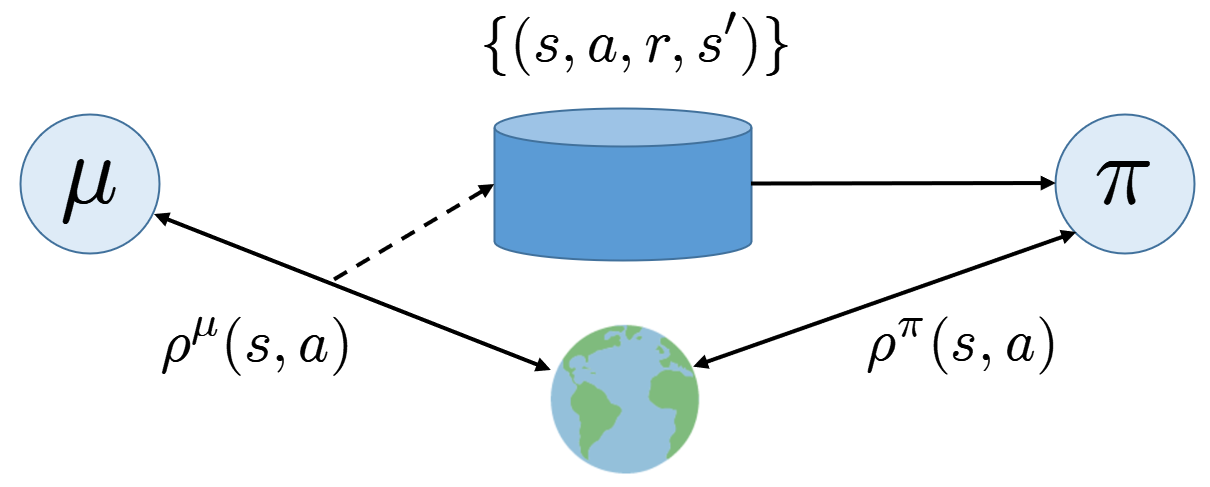 {(s, a, r, s′)}
μ
π
ρ^μ(s, a)
ρ^π(s, a)